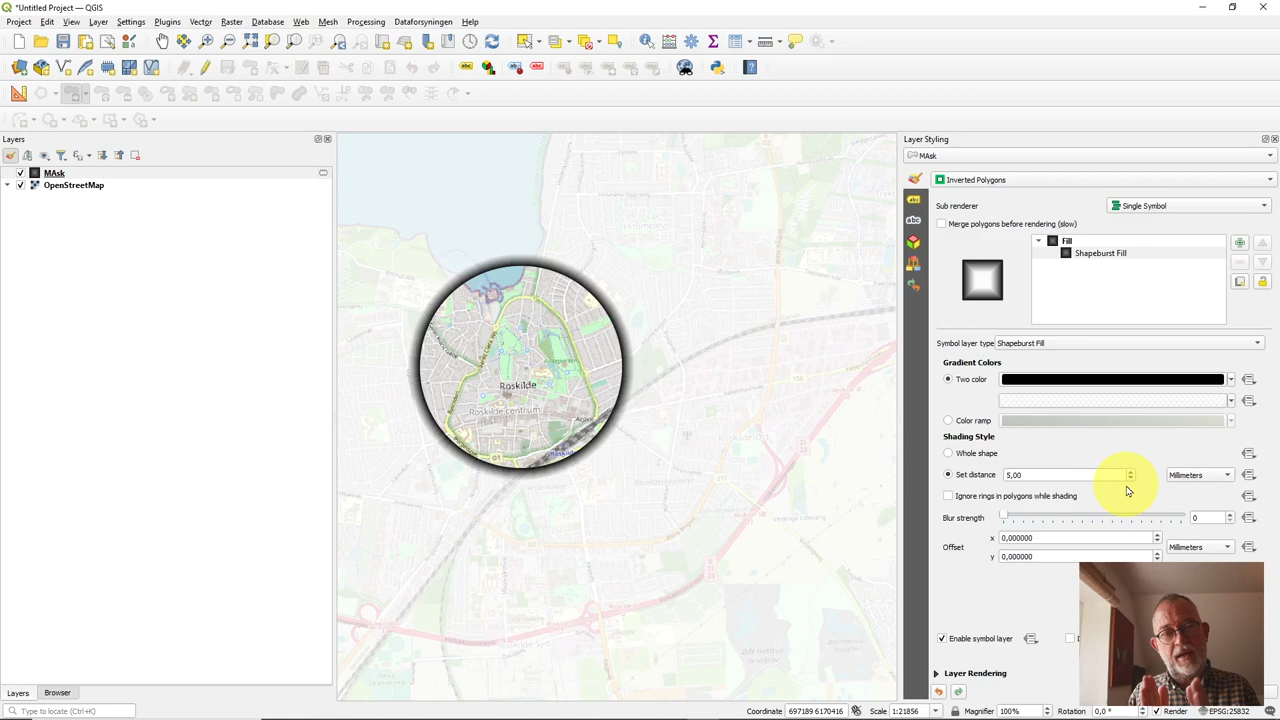 *Untitled Project — QGIS
Project Edit View Layer Settings Plugins Vector Raster Database Web Mesh Processing Dataforsyningen Help
Layers
MAsk
OpenStreetMap
Himmelev
Roskilde
Roskilde centrum
Roskilde
O1
Layer Styling
MAsk
Inverted Polygons
Sub renderer Single Symbol
Merge polygons before rendering (slow)
Fill
Shapeburst Fill
Symbol layer type Shapeburst Fill
Gradient Colors
Two color
Color ramp
Shading Style
Whole shape
Set distance 5,00 Millimeters
Ignore rings in polygons while shading
Blur strength 0
x 0,000000
Offset Millimeters
y 0,000000
Enable symbol layer
Layer Rendering
Layers Browser
Type to locate (Ctrl+K) Coordinate 697189 6170416 Scale 1:21856 Magnifier 100% Rotation 0,0 ° Render EPSG:25832